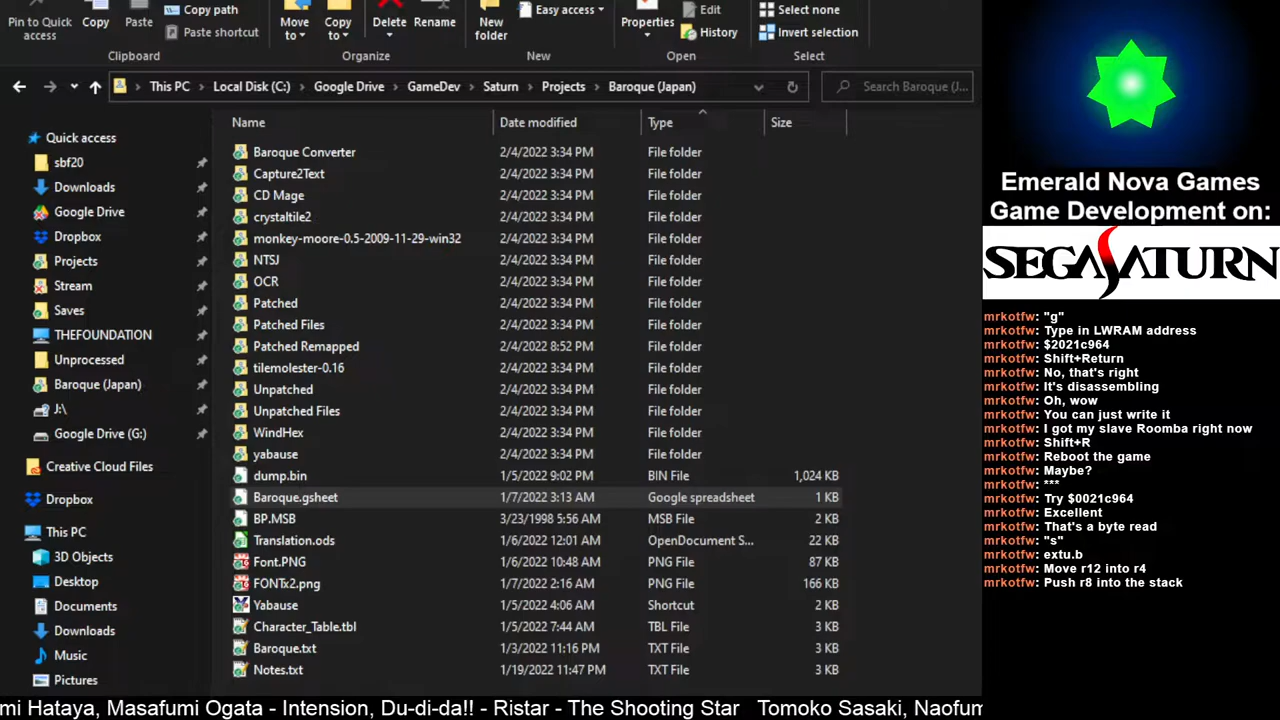 Pin to Quick
access
Copy
Paste
Copy path
Paste shortcut
Clipboard
Move
to
Copy
to
Delete
Rename
Organize
New
folder
Easy access
New
Properties
Edit
History
Open
Select none
Invert selection
Select
This PC > Local Disk (C:) > Google Drive > GameDev > Saturn > Projects > Baroque (Japan)
Search Baroque (J...
Quick access
sbf20
Downloads
Google Drive
Dropbox
Projects
Stream
Saves
THEFOUNDATION
Unprocessed
Baroque (Japan)
J:\
Google Drive (G:)
Creative Cloud Files
Dropbox
This PC
3D Objects
Desktop
Documents
Downloads
Music
Pictures
Name Date modified Type Size
Baroque Converter 2/4/2022 3:34 PM File folder
Capture2Text 2/4/2022 3:34 PM File folder
CD Mage 2/4/2022 3:34 PM File folder
crystaltile2 2/4/2022 3:34 PM File folder
monkey-moore-0.5-2009-11-29-win32 2/4/2022 3:34 PM File folder
NTSJ 2/4/2022 3:34 PM File folder
OCR 2/4/2022 3:34 PM File folder
Patched 2/4/2022 3:34 PM File folder
Patched Files 2/4/2022 3:34 PM File folder
Patched Remapped 2/4/2022 8:52 PM File folder
tilemolester-0.16 2/4/2022 3:34 PM File folder
Unpatched 2/4/2022 3:34 PM File folder
Unpatched Files 2/4/2022 3:34 PM File folder
WindHex 2/4/2022 3:34 PM File folder
yabause 2/4/2022 3:34 PM File folder
dump.bin 1/5/2022 9:02 PM BIN File 1,024 KB
Baroque.gsheet 1/7/2022 3:13 AM Google spreadsheet 1 KB
BP.MSB 3/23/1998 5:56 AM MSB File 2 KB
Translation.ods 1/6/2022 12:01 AM OpenDocument S... 22 KB
Font.PNG 1/6/2022 10:48 AM PNG File 87 KB
FONTx2.png 1/7/2022 2:16 AM PNG File 166 KB
Yabause 1/5/2022 4:06 AM Shortcut 2 KB
Character_Table.tbl 1/5/2022 7:44 AM TBL File 3 KB
Baroque.txt 1/3/2022 11:16 PM TXT File 3 KB
Notes.txt 1/19/2022 11:47 PM TXT File 3 KB
Emerald Nova Games
Game Development on:
SEGA SATURN
mrkotfw: "g"
mrkotfw: Type in LWRAM address
mrkotfw: $2021c964
mrkotfw: Shift+Return
mrkotfw: No, that's right
mrkotfw: It's disassembling
mrkotfw: Oh, wow
mrkotfw: You can just write it
mrkotfw: I got my slave Roomba right now
mrkotfw: Shift+R
mrkotfw: Reboot the game
mrkotfw: Maybe?
mrkotfw: ***
mrkotfw: Try $0021c964
mrkotfw: Excellent
mrkotfw: That's a byte read
mrkotfw: "s"
mrkotfw: extu.b
mrkotfw: Move r12 into r4
mrkotfw: Push r8 into the stack
mi Hataya, Masafumi Ogata - Intension, Du-di-da!! - Ristar - The Shooting Star Tomoko Sasaki, Naofum